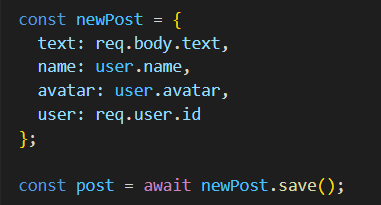 const newPost = {
  text: req.body.text,
  name: user.name,
  avatar: user.avatar,
  user: req.user.id
};
const post = await newPost.save();